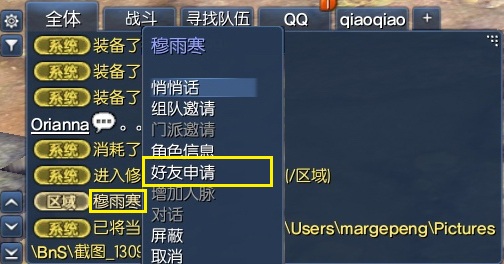 全体 战斗 寻找队伍 QQ qiaoqiao +
系统 装备了
系统 装备了
系统 装备了
Orianna 。。
系统 消耗了
系统 进入修 (/区域)
区域 穆雨寒
系统 已将当 \Users\margepeng\Pictures
\BnS\截图_1309
穆雨寒
悄悄话
组队邀请
门派邀请
角色信息
好友申请
增加人脉
对话
屏蔽
取消